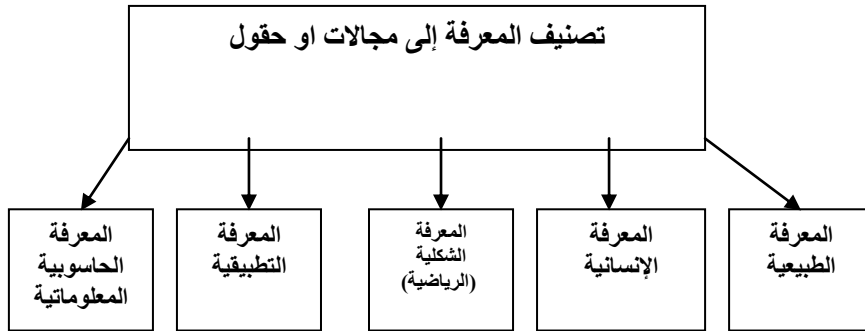 تصنيف المعرفة إلى مجالات او حقول
المعرفة
الطبيعية
المعرفة
الإنسانية
المعرفة
الشكلية
(الرياضية)
المعرفة
التطبيقية
المعرفة
الحاسوبية
المعلوماتية